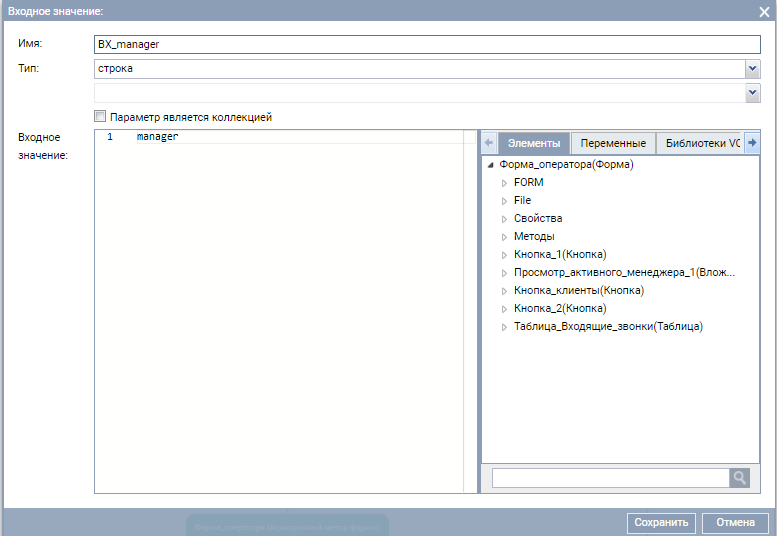 Входное значение:
Имя:
BX_manager
Тип:
строка
Параметр является коллекцией
Входное
значение:
1 manager
Элементы Переменные Библиотеки VC
Форма_оператора(Форма)
FORM
File
Свойства
Методы
Кнопка_1(Кнопка)
Просмотр_активного_менеджера_1(Влож...
Кнопка_клиенты(Кнопка)
Кнопка_2(Кнопка)
Таблица_Входящие_звонки(Таблица)
Сохранить Отмена